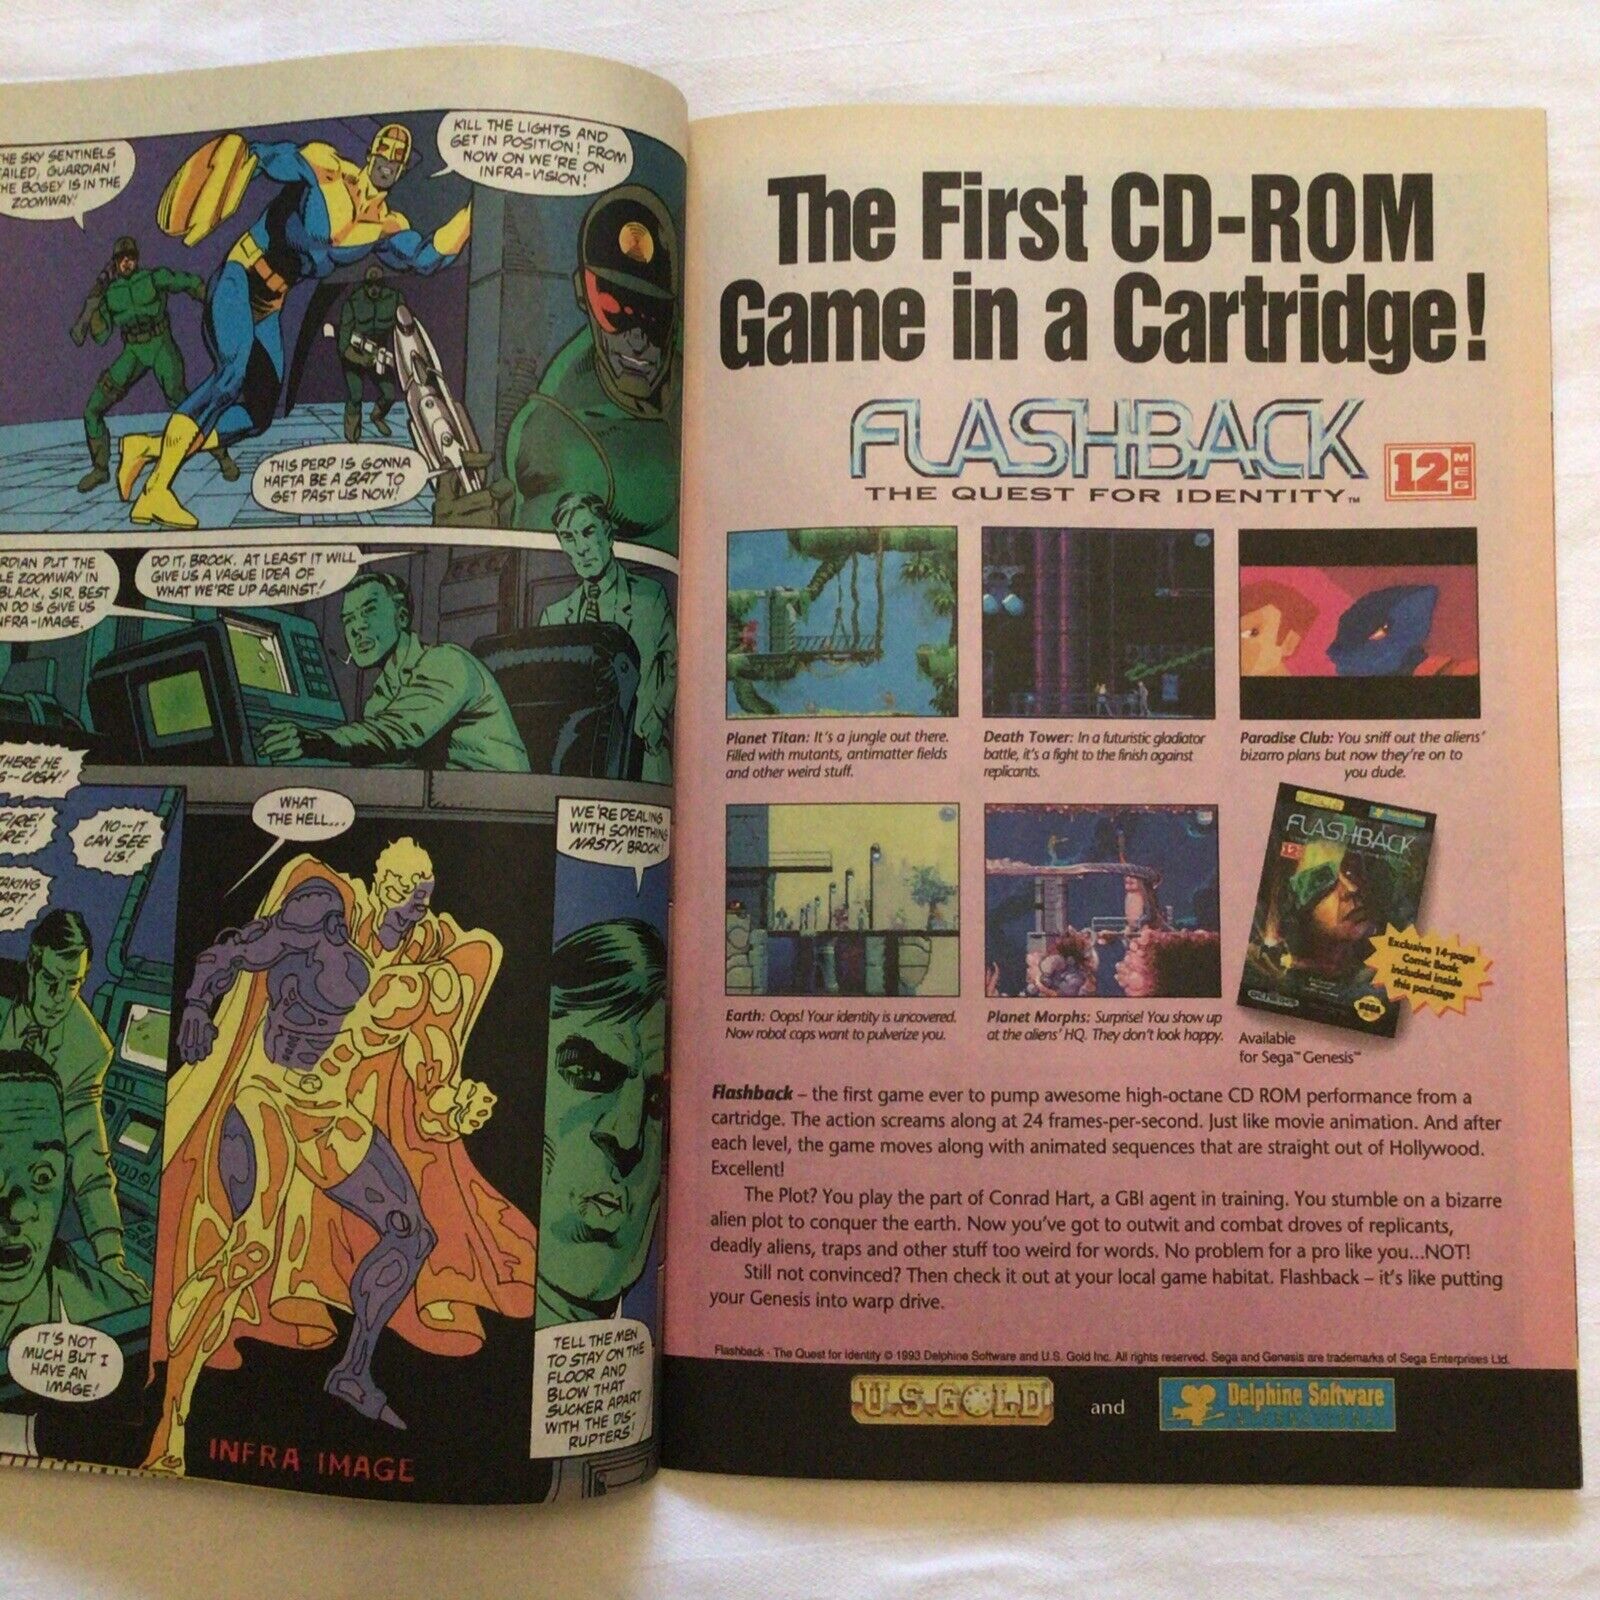 HE SKY SENTINELS
AILED, GUARDIAN!
HE BOGEY IS IN THE
ZOOMWAY!
KILL THE LIGHTS AND
GET IN POSITION! FROM
NOW ON WE'RE ON
INFRA-VISION!
THIS PERP IS GONNA
HAFTA BE A BAT TO
GET PAST US NOW!
RDIAN PUT THE
LE ZOOMWAY IN
BLACK, SIR. BEST
N DO IS GIVE US
NFRA-IMAGE.
DO IT, BROCK. AT LEAST IT WILL
GIVE US A VAGUE IDEA OF
WHAT WE'RE UP AGAINST!
THERE HE
S--UGH!
FIRE!
RE!
NO--IT
CAN SEE
US!
TAKING
PART!
D!
IT'S NOT
MUCH BUT I
HAVE AN
IMAGE!
WHAT
THE HELL...
INFRA IMAGE
WE'RE DEALING
WITH SOMETHING
NASTY, BROCK!
TELL THE MEN
TO STAY ON THE
FLOOR AND
BLOW THAT
SUCKER APART
WITH THE DIS-
RUPTERS!
The First CD-ROM
Game in a Cartridge!
FLASHBACK
THE QUEST FOR IDENTITY™
12 MEG
Planet Titan: It's a jungle out there.
Filled with mutants, antimatter fields
and other weird stuff.
Death Tower: In a futuristic gladiator
battle, it's a fight to the finish against
replicants.
Paradise Club: You sniff out the aliens'
bizarro plans but now they're on to
you dude.
Earth: Oops! Your identity is uncovered.
Now robot cops want to pulverize you.
Planet Morphs: Surprise! You show up
at the aliens' HQ. They don't look happy.
FLASHBACK
Exclusive 14-page
Comic Book
included inside
this package
SEGA
Available
for Sega™ Genesis™
Flashback – the first game ever to pump awesome high-octane CD ROM performance from a
cartridge. The action screams along at 24 frames-per-second. Just like movie animation. And after
each level, the game moves along with animated sequences that are straight out of Hollywood.
Excellent!
The Plot? You play the part of Conrad Hart, a GBI agent in training. You stumble on a bizarre
alien plot to conquer the earth. Now you've got to outwit and combat droves of replicants,
deadly aliens, traps and other stuff too weird for words. No problem for a pro like you...NOT!
Still not convinced? Then check it out at your local game habitat. Flashback – it's like putting
your Genesis into warp drive.
Flashback - The Quest for Identity © 1993 Delphine Software and U.S. Gold Inc. All rights reserved. Sega and Genesis are trademarks of Sega Enterprises Ltd.
U.S. GOLD
and
Delphine Software
INTERNATIONAL